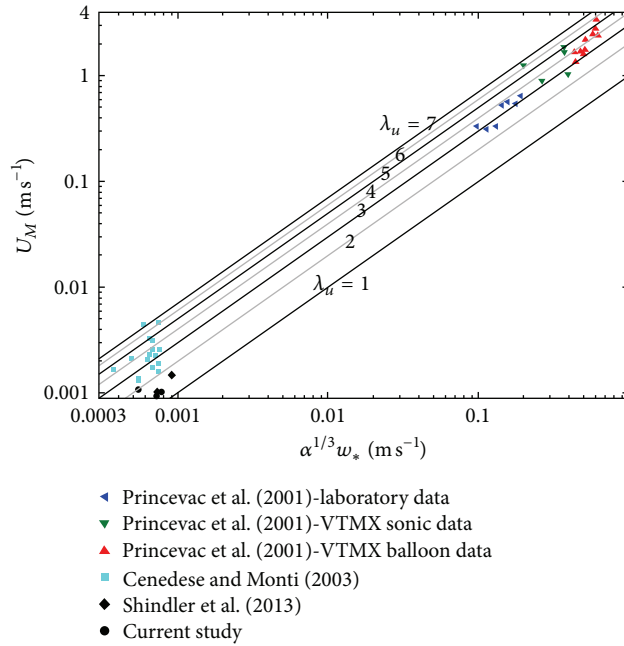 4
1
0.1
0.01
0.001
U_M (m s⁻¹)
λ_u = 7
6
5
4
3
2
λ_u = 1
0.0003 0.001 0.01 0.1
α^{1/3} w_* (m s⁻¹)
Princevac et al. (2001)-laboratory data
Princevac et al. (2001)-VTMX sonic data
Princevac et al. (2001)-VTMX balloon data
Cenedese and Monti (2003)
Shindler et al. (2013)
Current study